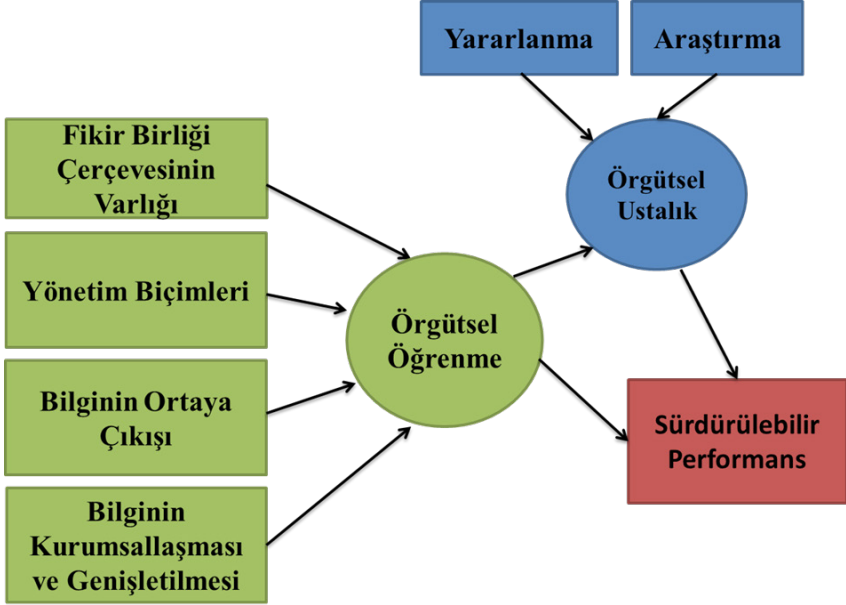 Yararlanma
Araştırma
Fikir Birliği
Çerçevesinin
Varlığı
Örgütsel
Ustalık
Yönetim Biçimleri
Örgütsel
Öğrenme
Bilginin Ortaya
Çıkışı
Sürdürülebilir
Performans
Bilginin
Kurumsallaşması
ve Genişletilmesi